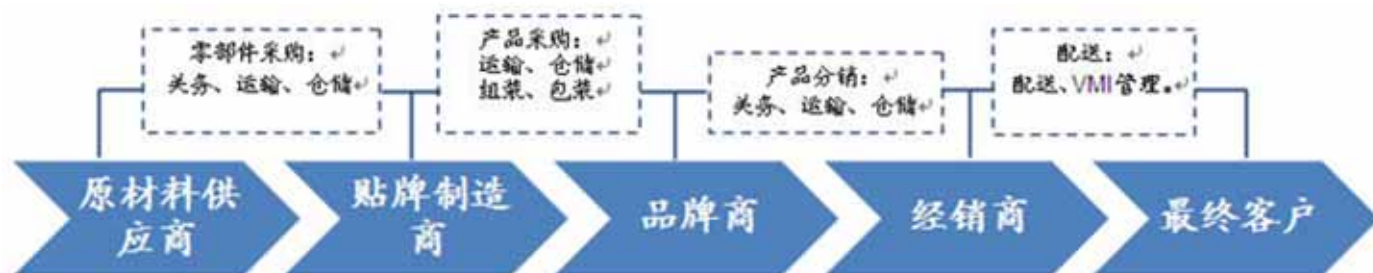 零部件采购：
关务、运输、仓储
产品采购：
运输、仓储
组装、包装
产品分销：
关务、运输、仓储
配送：
配送、VMI管理。
原材料供
应商
贴牌制造
商
品牌商
经销商
最终客户